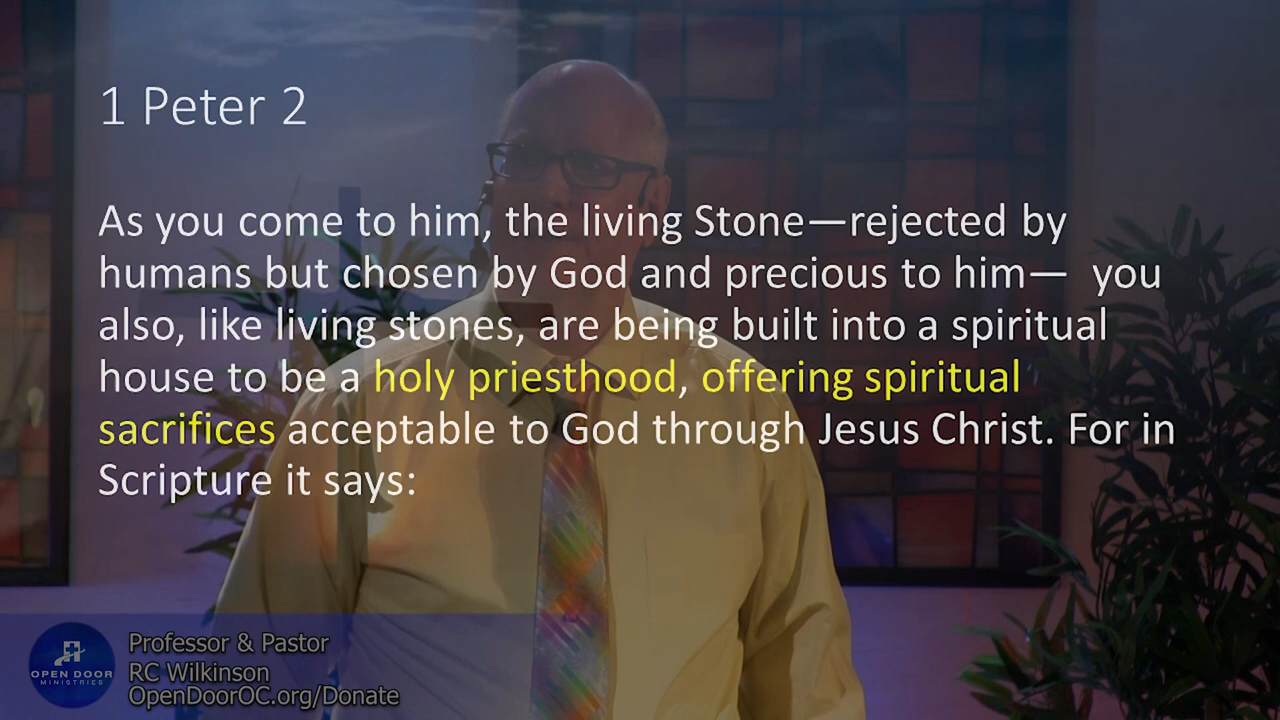 1 Peter 2
As you come to him, the living Stone—rejected by
humans but chosen by God and precious to him— you
also, like living stones, are being built into a spiritual
house to be a holy priesthood, offering spiritual
sacrifices acceptable to God through Jesus Christ. For in
Scripture it says:
OPEN DOOR
MINISTRIES
Professor & Pastor
RC Wilkinson
OpenDoorOC.org/Donate